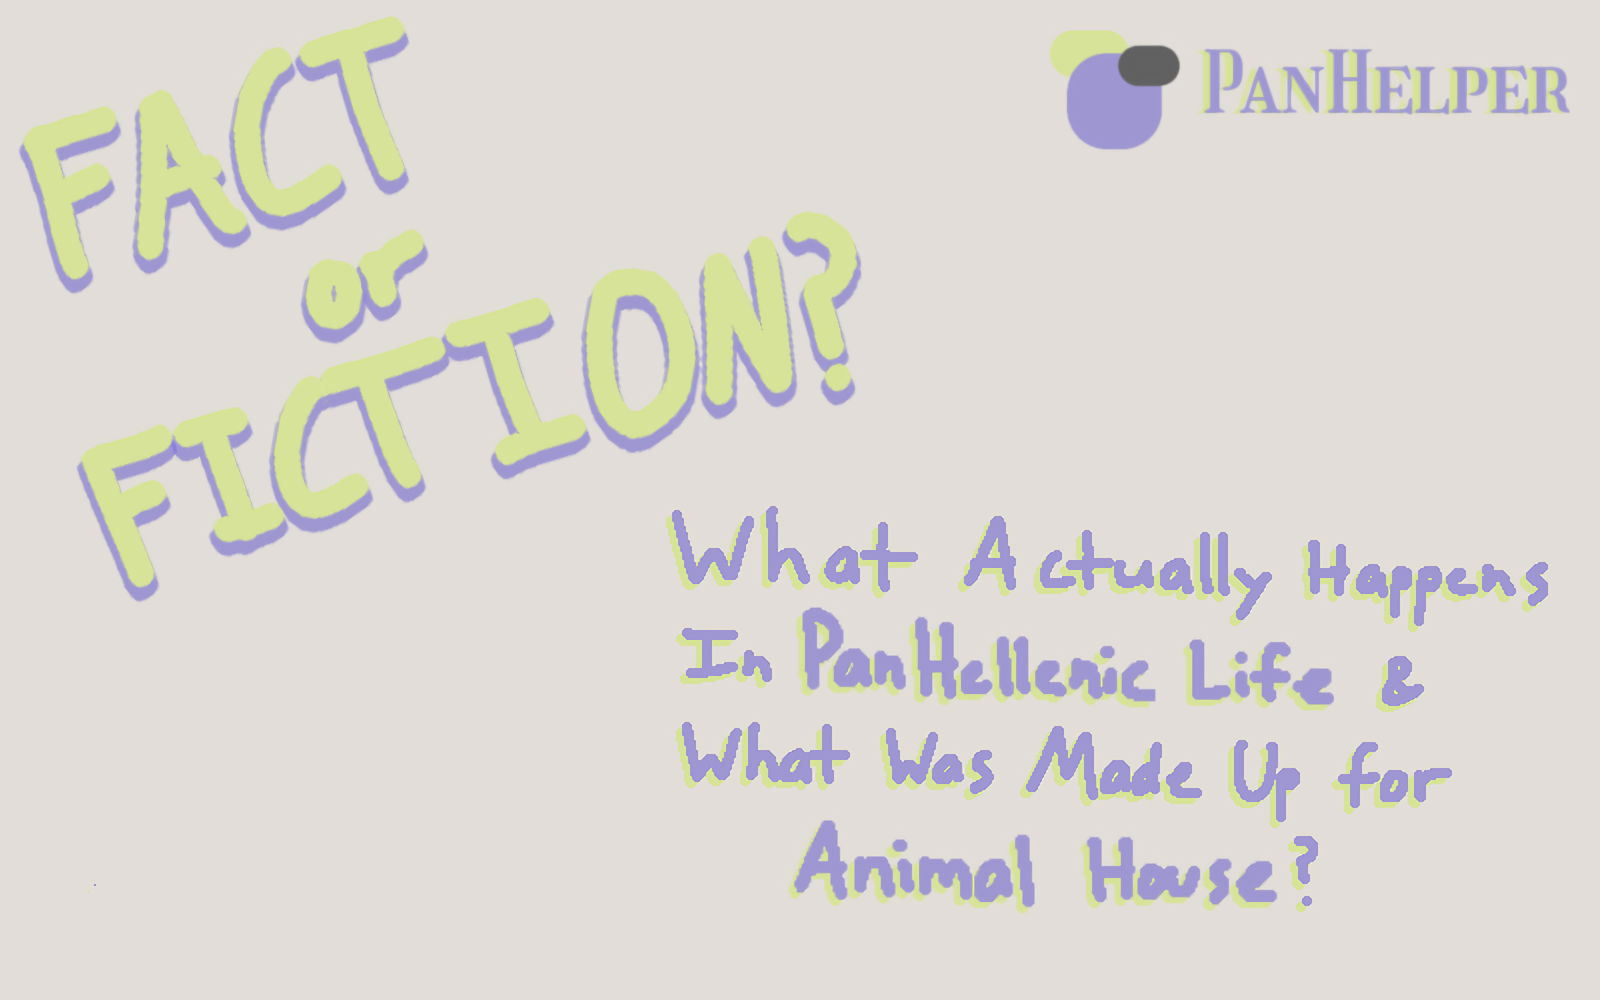 FACT
or
FICTION?
PANHELPER
What Actually Happens
In PanHellenic Life &
What Was Made Up for
Animal House?